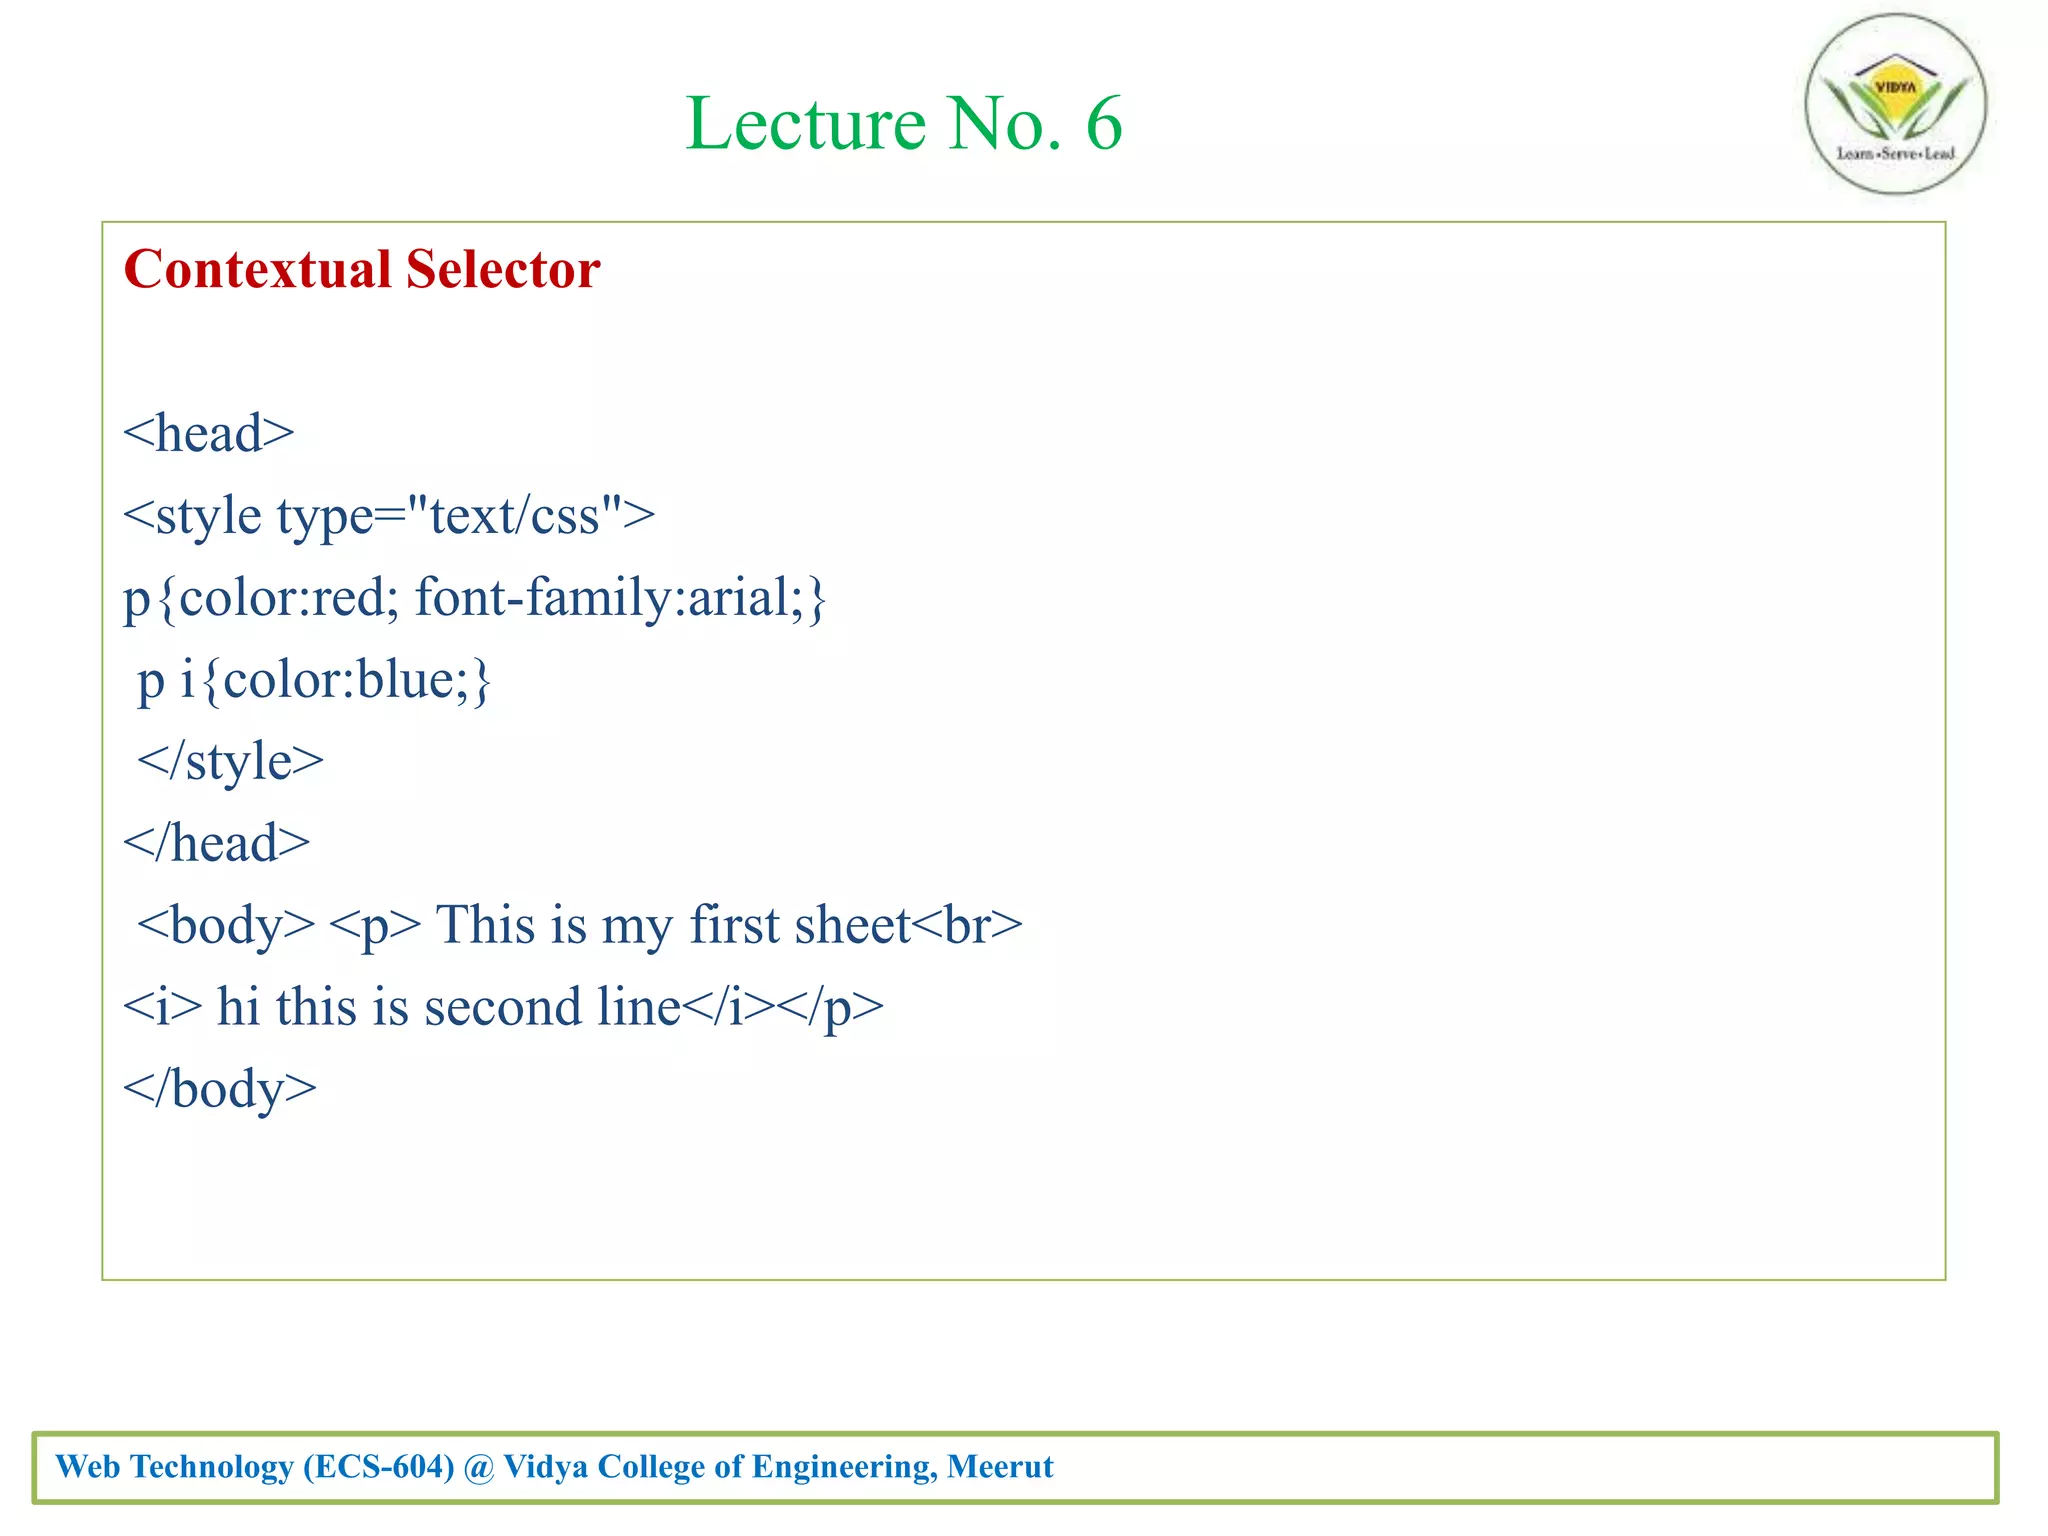 Lecture No. 6
VIDYA
Learn•Serve•Lead
Contextual Selector
<head>
<style type="text/css">
p{color:red; font-family:arial;}
p i{color:blue;}
</style>
</head>
<body> <p> This is my first sheet<br>
<i> hi this is second line</i></p>
</body>
Web Technology (ECS-604) @ Vidya College of Engineering, Meerut